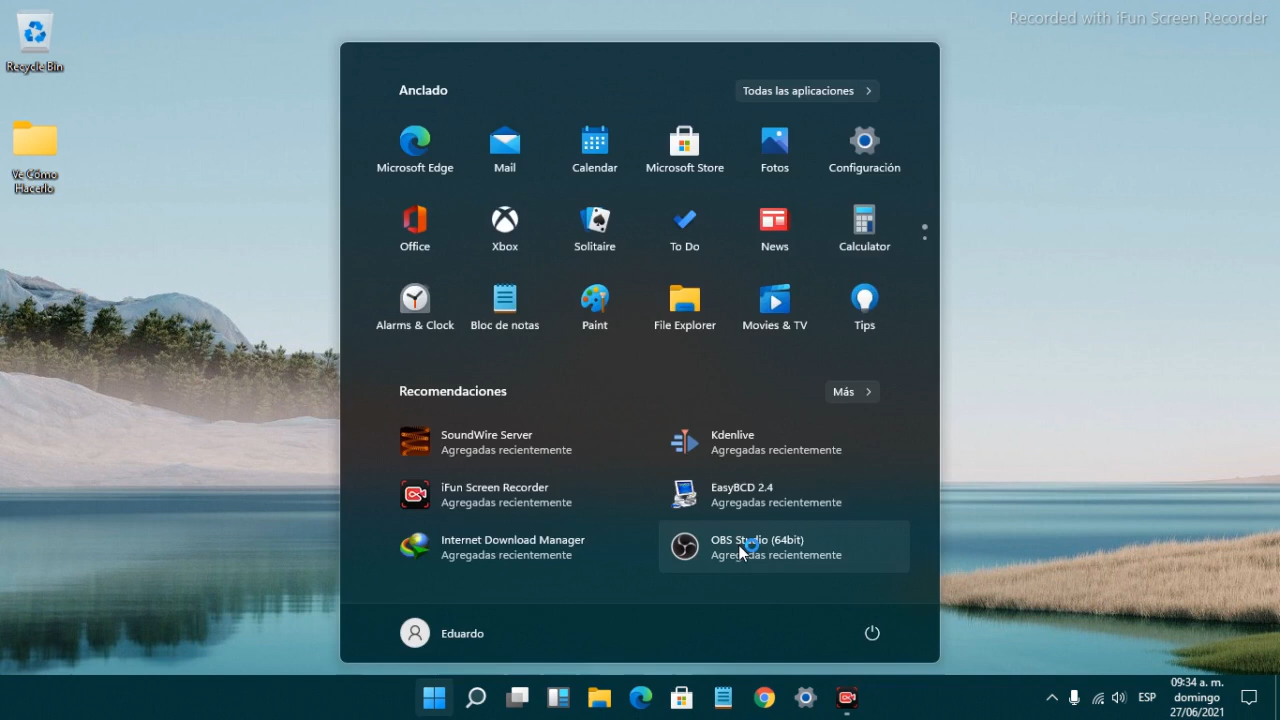 Recycle Bin
Recorded with iFun Screen Recorder
Ve Cómo
Hacerlo
Anclado
Todas las aplicaciones
Microsoft Edge
Mail
Calendar
Microsoft Store
Fotos
Configuración
Office
Xbox
Solitaire
To Do
News
Calculator
Alarms & Clock
Bloc de notas
Paint
File Explorer
Movies & TV
Tips
Recomendaciones
Más
SoundWire Server
Agregadas recientemente
Kdenlive
Agregadas recientemente
iFun Screen Recorder
Agregadas recientemente
EasyBCD 2.4
Agregadas recientemente
Internet Download Manager
Agregadas recientemente
OBS Studio (64bit)
Agregadas recientemente
Eduardo
ESP
09:34 a. m.
domingo
27/06/2021